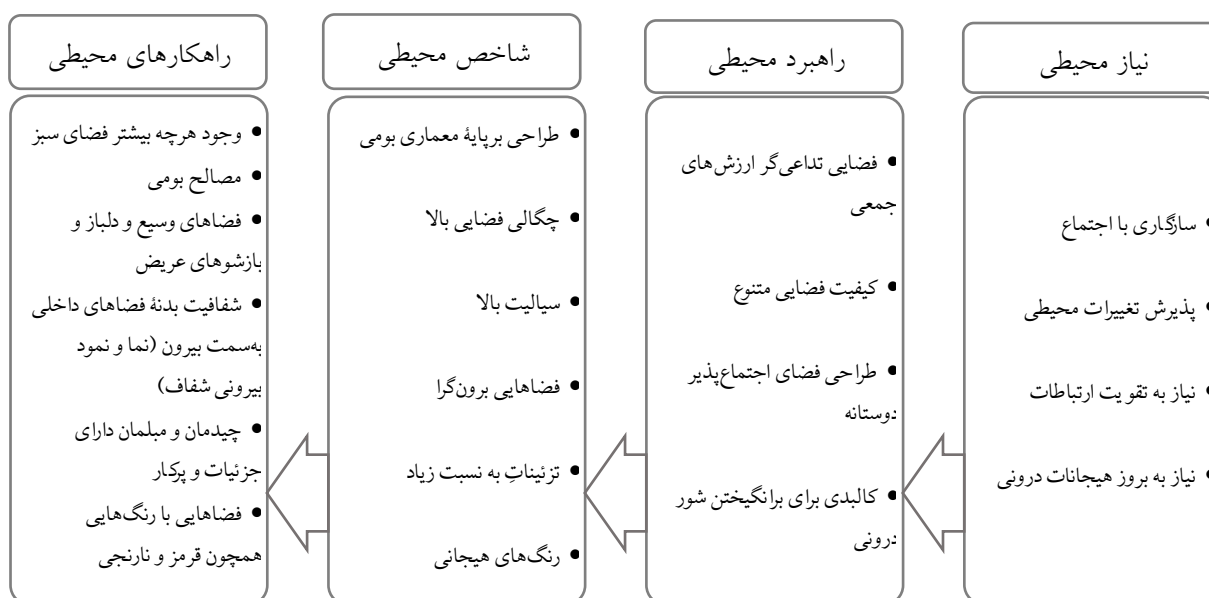 نیاز محیطی
• سازگاری با اجتماع
• پذیرش تغییرات محیطی
• نیاز به تقویت ارتباطات
• نیاز به بروز هیجانات درونی
راهبرد محیطی
• فضایی تداعی‌گر ارزش‌های
جمعی
• کیفیت فضایی متنوع
• طراحی فضای اجتماع‌پذیر
دوستانه
• کالبدی برای برانگیختن شور
درونی
شاخص محیطی
• طراحی برپایۀ معماری بومی
• چگالی فضایی بالا
• سیالیت بالا
• فضاهایی برون‌گرا
• تزئیناتِ به نسبت زیاد
• رنگ‌های هیجانی
راهکارهای محیطی
• وجود هرچه بیشتر فضای سبز
• مصالح بومی
• فضاهای وسیع و دلباز و
بازشوهای عریض
• شفافیت بدنۀ فضاهای داخلی
به‌سمت بیرون (نما و نمود
بیرونی شفاف)
• چیدمان و مبلمان دارای
جزئیات و پرکار
• فضاهایی با رنگ‌هایی
همچون قرمز و نارنجی